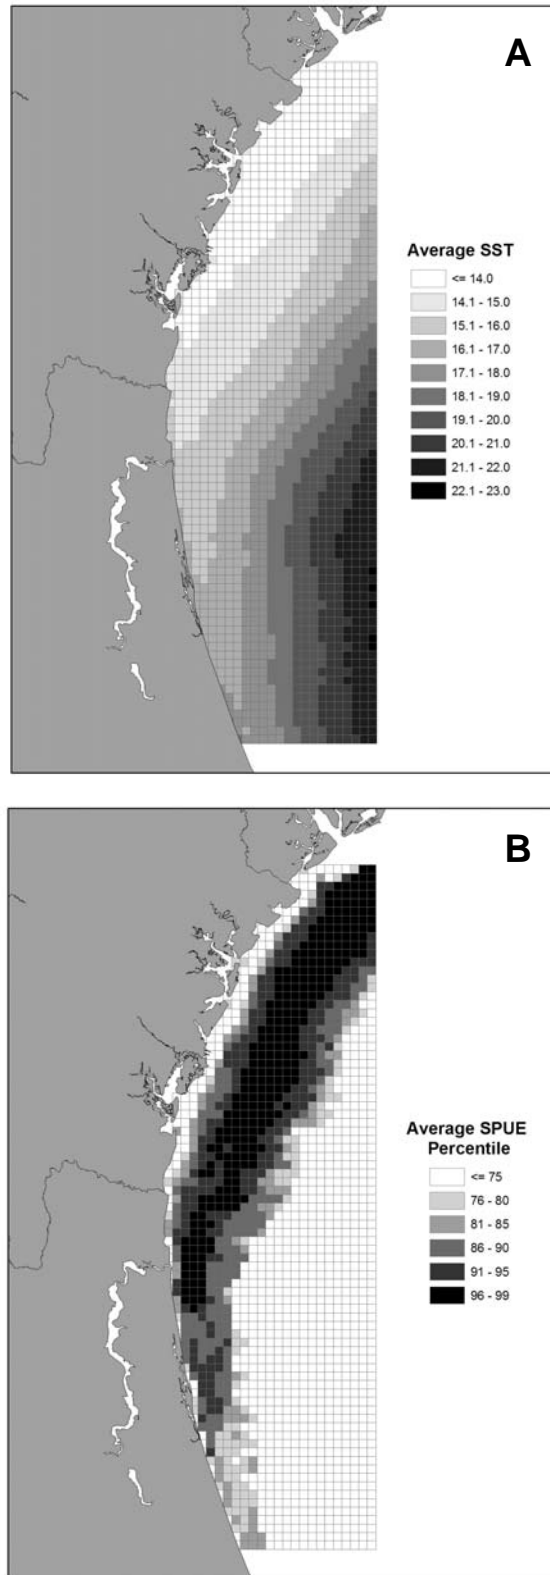 A
Average SST
<= 14.0
14.1 - 15.0
15.1 - 16.0
16.1 - 17.0
17.1 - 18.0
18.1 - 19.0
19.1 - 20.0
20.1 - 21.0
21.1 - 22.0
22.1 - 23.0
B
Average SPUE
Percentile
<= 75
76 - 80
81 - 85
86 - 90
91 - 95
96 - 99